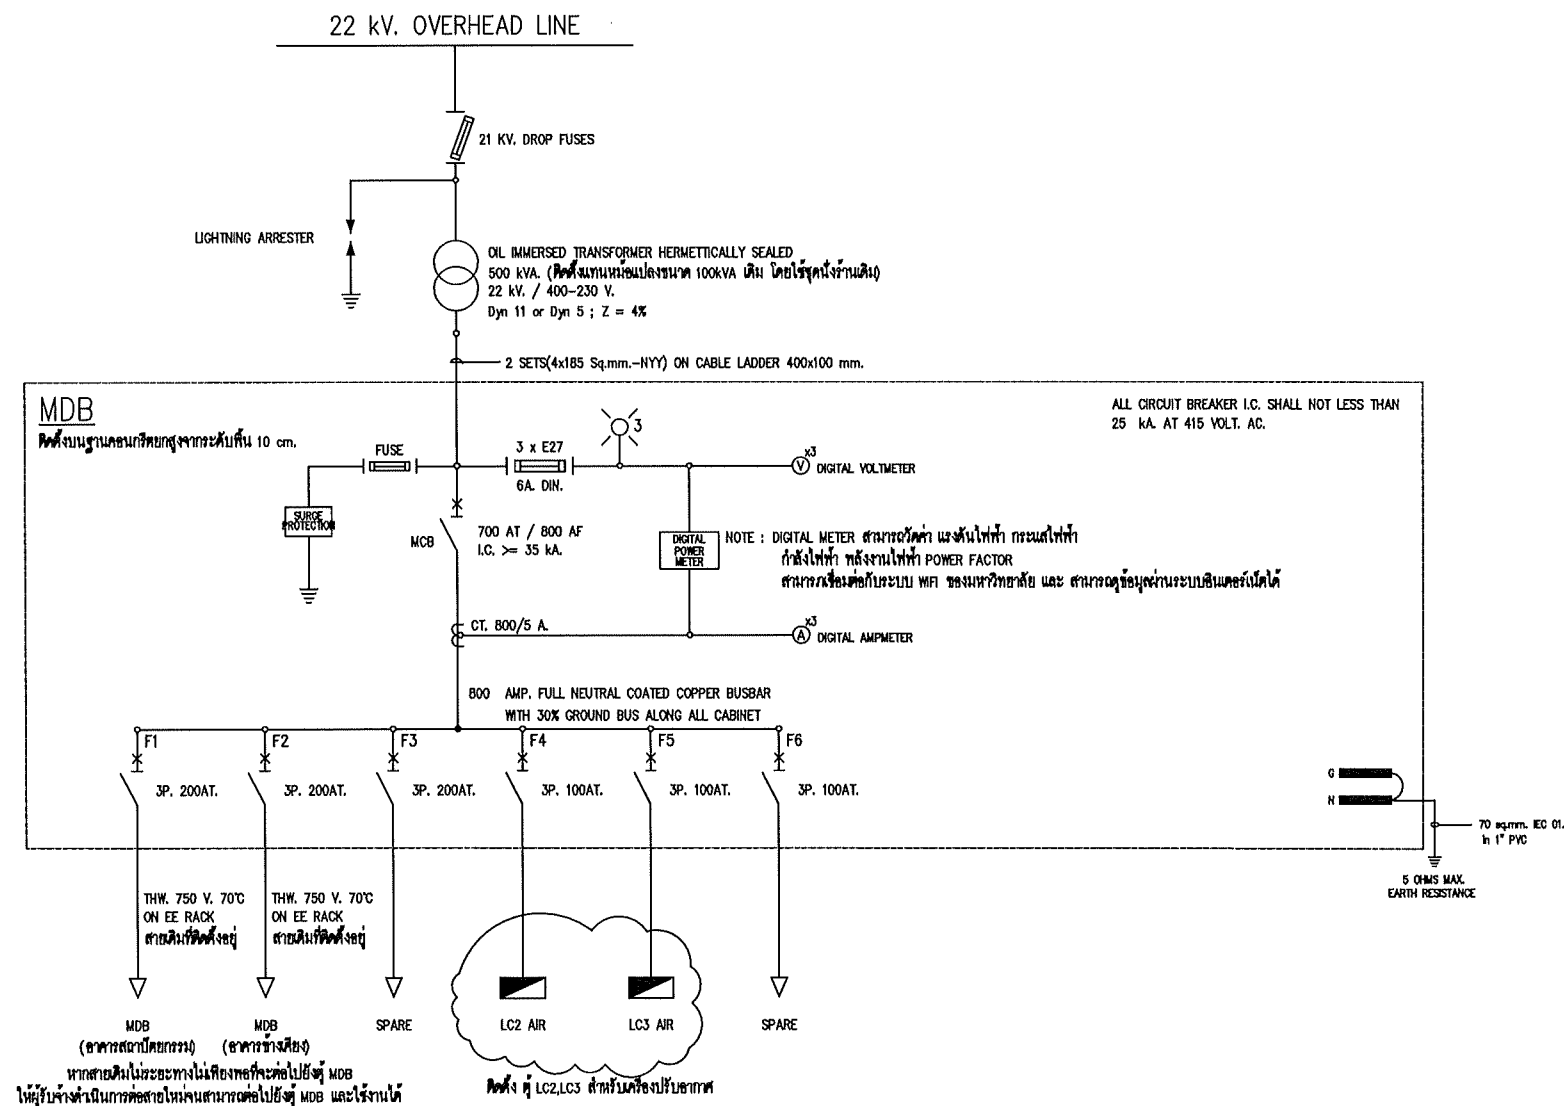 22 kV. OVERHEAD LINE
21 KV. DROP FUSES
LIGHTNING ARRESTER
OIL IMMERSED TRANSFORMER HERMETTICALLY SEALED
500 kVA. (ติดตั้งแทนหม้อแปลงขนาด 100kVA เดิม โดยใช้ชุดนั่งร้านเดิม)
22 kV. / 400-230 V.
Dyn 11 or Dyn 5 ; Z = 4%
2 SETS(4x185 Sq.mm.-NYY) ON CABLE LADDER 400x100 mm.
MDB
ติดตั้งบนฐานคอนกรีตยกสูงจากระดับพื้น 10 cm.
ALL CIRCUIT BREAKER I.C. SHALL NOT LESS THAN
25 kA. AT 415 VOLT. AC.
FUSE
3 x E27
6A. DIN.
3
x3
V
DIGITAL VOLTMETER
SURGE
PROTECTION
MCB
700 AT / 800 AF
I.C. >= 35 kA.
DIGITAL
POWER
METER
NOTE : DIGITAL METER สามารถวัดค่า แรงดันไฟฟ้า กระแสไฟฟ้า
กำลังไฟฟ้า พลังงานไฟฟ้า POWER FACTOR
สามารถเชื่อมต่อกับระบบ WIFI ของมหาวิทยาลัย และ สามารถดูข้อมูลผ่านระบบอินเตอร์เน็ตได้
CT. 800/5 A.
x3
A
DIGITAL AMPMETER
800 AMP. FULL NEUTRAL COATED COPPER BUSBAR
WITH 30% GROUND BUS ALONG ALL CABINET
F1 F2 F3 F4 F5 F6
3P. 200AT. 3P. 200AT. 3P. 200AT. 3P. 100AT. 3P. 100AT. 3P. 100AT.
G
N
70 sq.mm. IEC 01.
in 1" PVC
5 OHMS MAX.
EARTH RESISTANCE
THW. 750 V. 70°C
ON EE RACK
สายเดิมที่ติดตั้งอยู่
THW. 750 V. 70°C
ON EE RACK
สายเดิมที่ติดตั้งอยู่
MDB
(อาคารสถาปัตยกรรม)
MDB
(อาคารข้างเคียง)
SPARE
LC2 AIR
LC3 AIR
SPARE
หากสายเดิมไม่ระยะทางไม่เพียงพอที่จะต่อไปยังตู้ MDB
ให้ผู้รับจ้างดำเนินการต่อสายใหม่จนสามารถต่อไปยังตู้ MDB และใช้งานได้
ติดตั้ง ตู้ LC2,LC3 สำหรับเครื่องปรับอากาศ